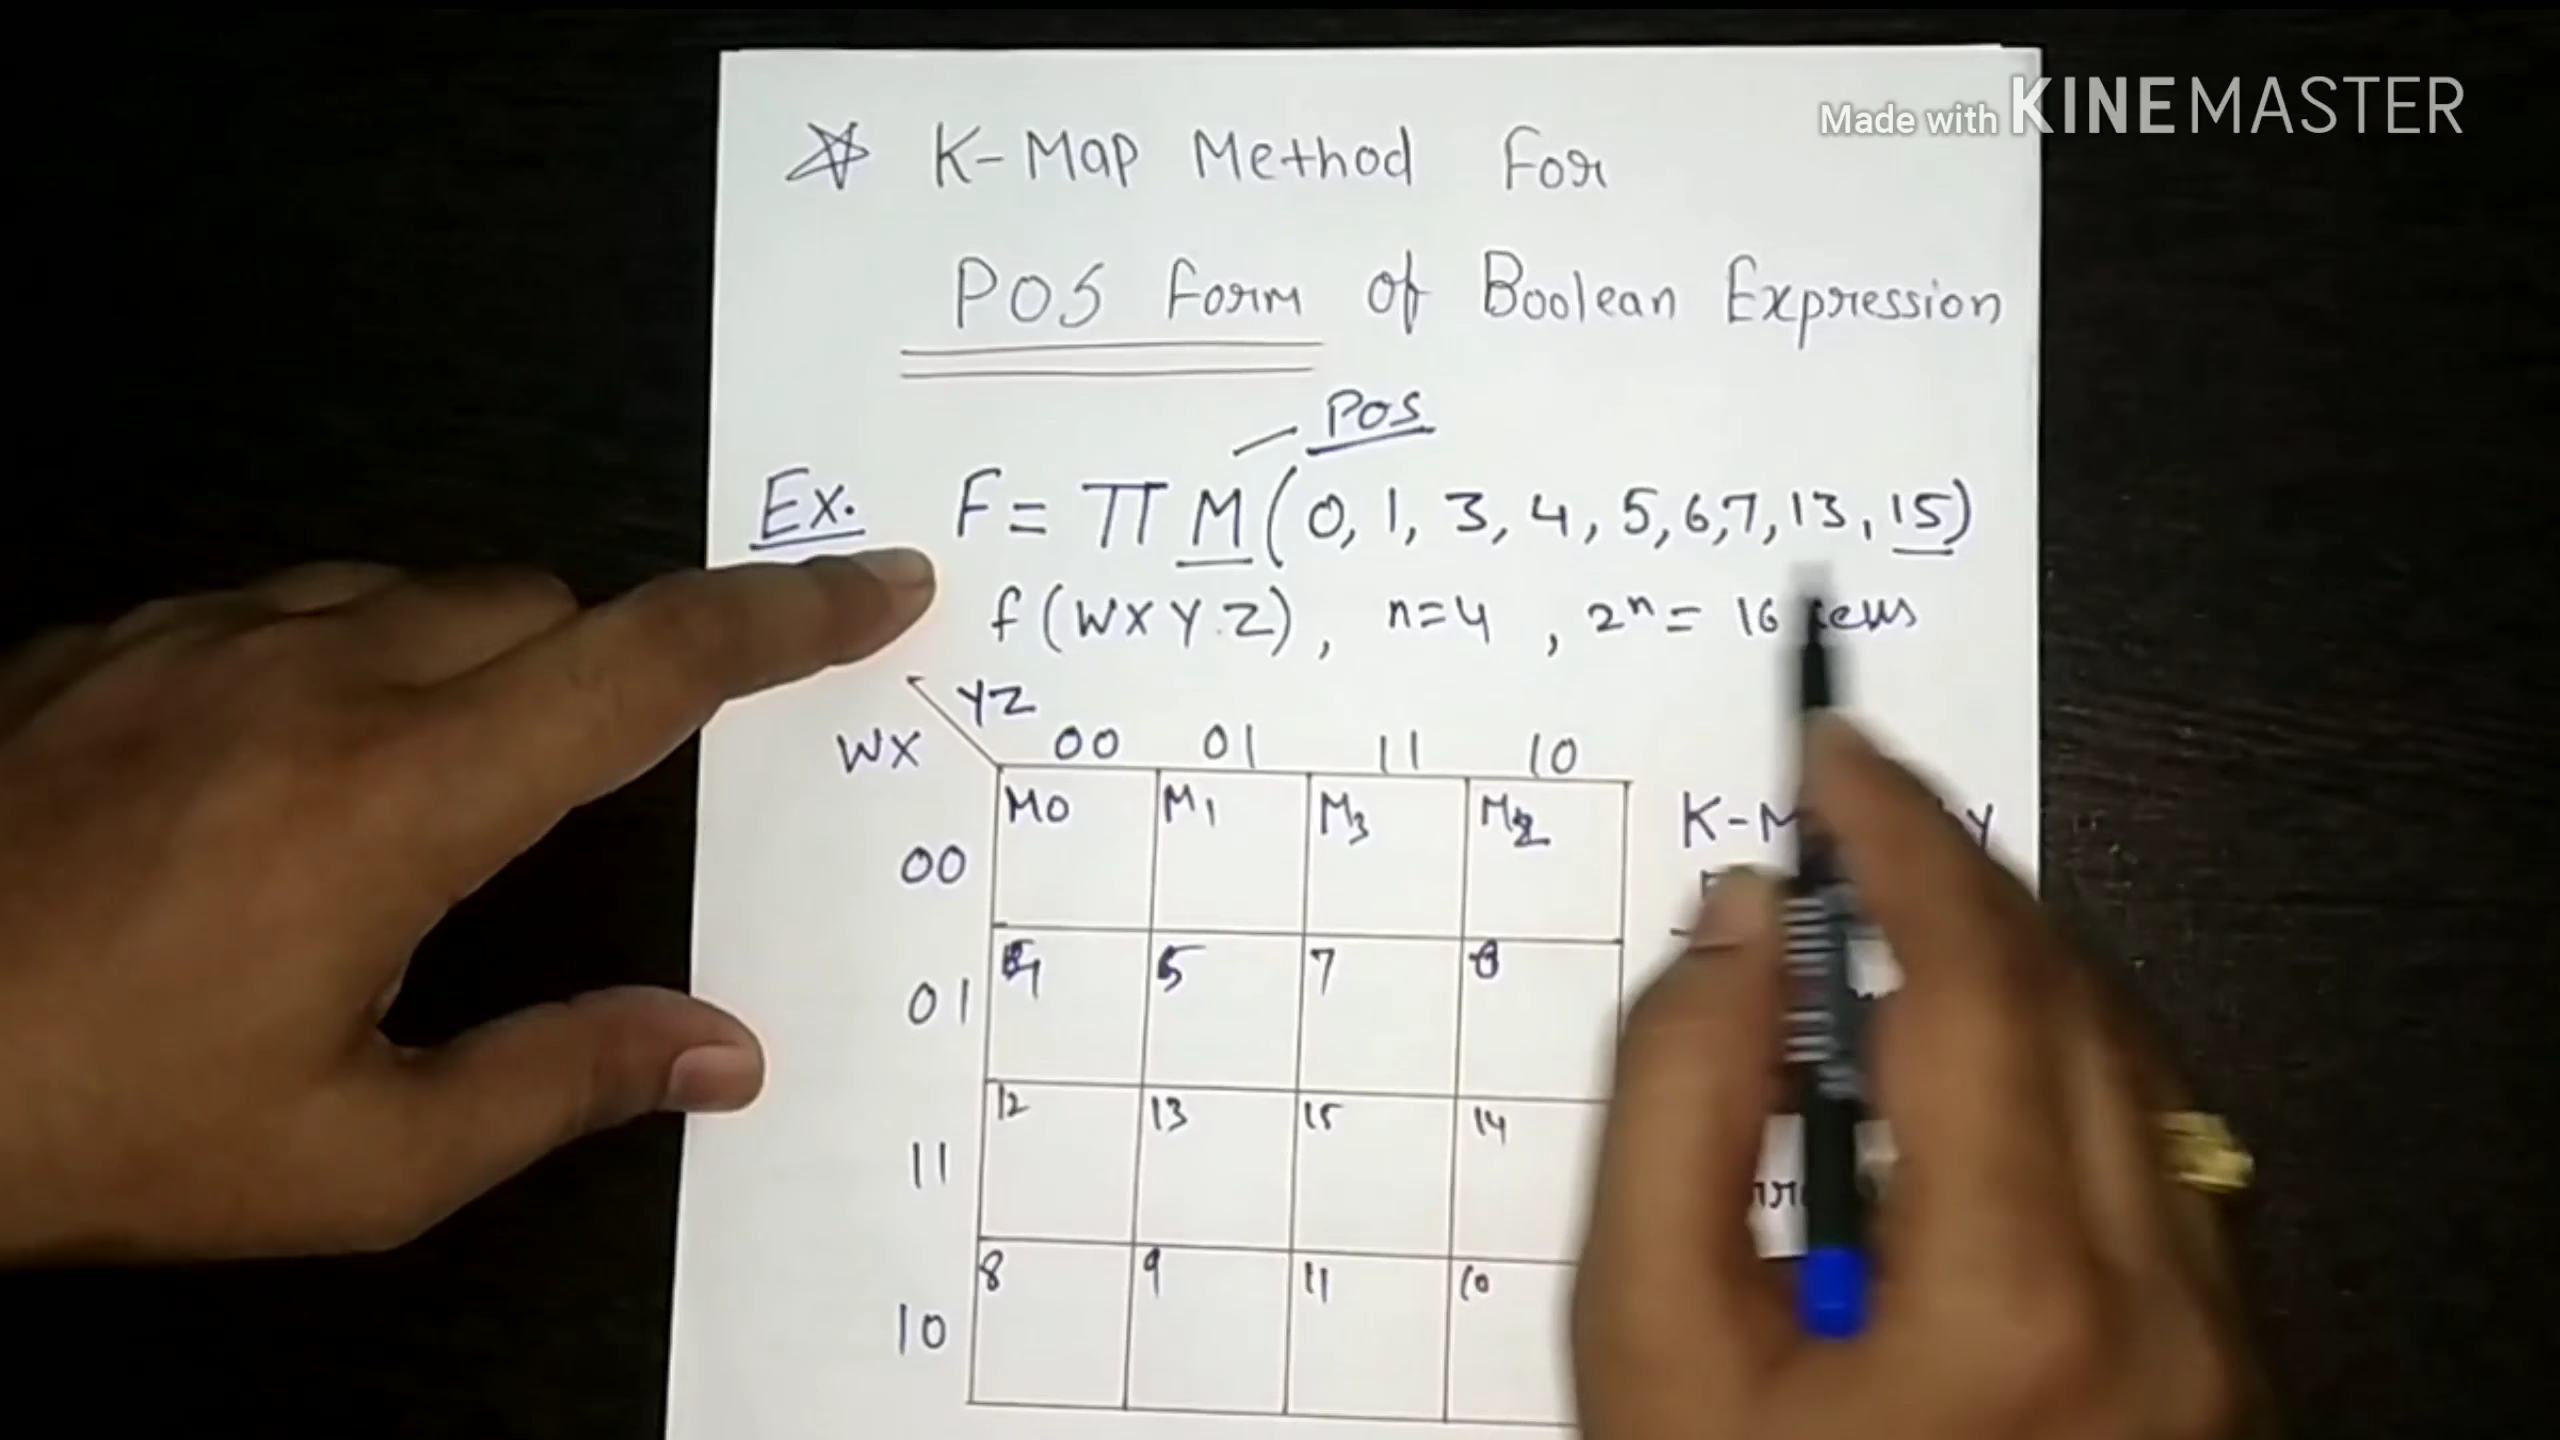 Made with KINEMASTER
K-Map Method For
POS Form of Boolean Expression
POS
Ex. F = π M (0, 1, 3, 4, 5, 6, 7, 13, 15)
f (W X Y Z), n=4, 2ⁿ = 16
YZ
WX 00 01 11 10
M0 M1 M3 M2
00
4 5 7 6
01
12 13 15 14
11
8 9 11 10
10